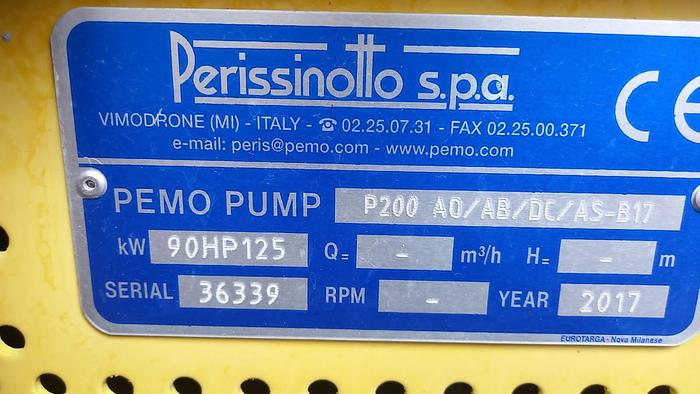 Perissinotto s.p.a.
VIMODRONE (MI) - ITALY - ☎ 02.25.07.31 - FAX 02.25.00.371
e-mail: peris@pemo.com - www.pemo.com
CE
PEMO PUMP P200 AO/AB/DC/AS-B17
kW 90HP125 Q= - m³/h H= - m
SERIAL 36339 RPM - YEAR 2017
EUROTARGA - Nova Milanese